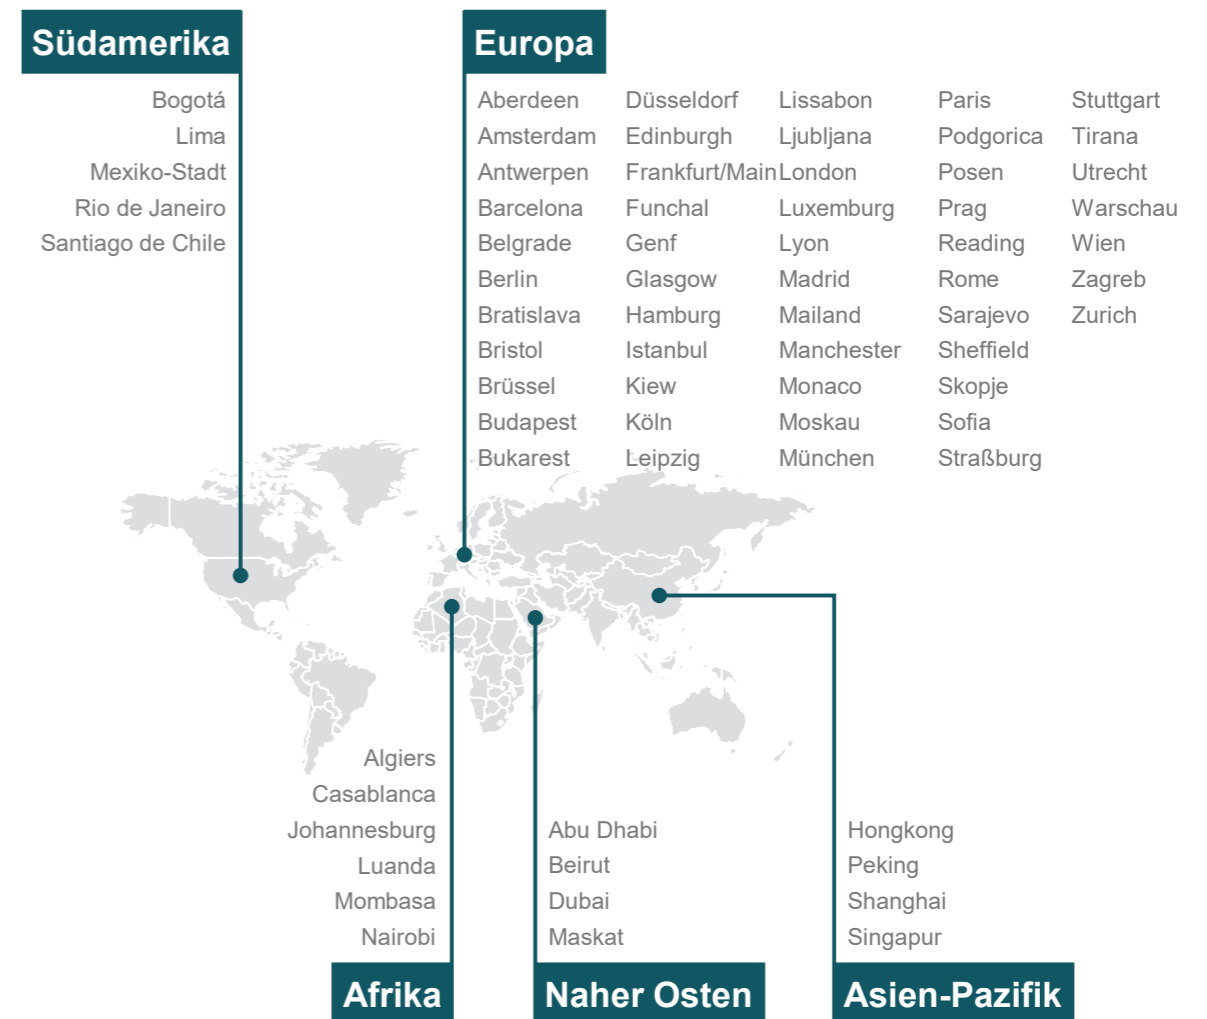 Südamerika
Bogotá
Lima
Mexiko-Stadt
Rio de Janeiro
Santiago de Chile
Europa
Aberdeen
Amsterdam
Antwerpen
Barcelona
Belgrade
Berlin
Bratislava
Bristol
Brüssel
Budapest
Bukarest
Düsseldorf
Edinburgh
Frankfurt/Main
Funchal
Genf
Glasgow
Hamburg
Istanbul
Kiew
Köln
Leipzig
Lissabon
Ljubljana
London
Luxemburg
Lyon
Madrid
Mailand
Manchester
Monaco
Moskau
München
Paris
Podgorica
Posen
Prag
Reading
Rome
Sarajevo
Sheffield
Skopje
Sofia
Straßburg
Stuttgart
Tirana
Utrecht
Warschau
Wien
Zagreb
Zurich
Algiers
Casablanca
Johannesburg
Luanda
Mombasa
Nairobi
Afrika
Abu Dhabi
Beirut
Dubai
Maskat
Naher Osten
Hongkong
Peking
Shanghai
Singapur
Asien-Pazifik